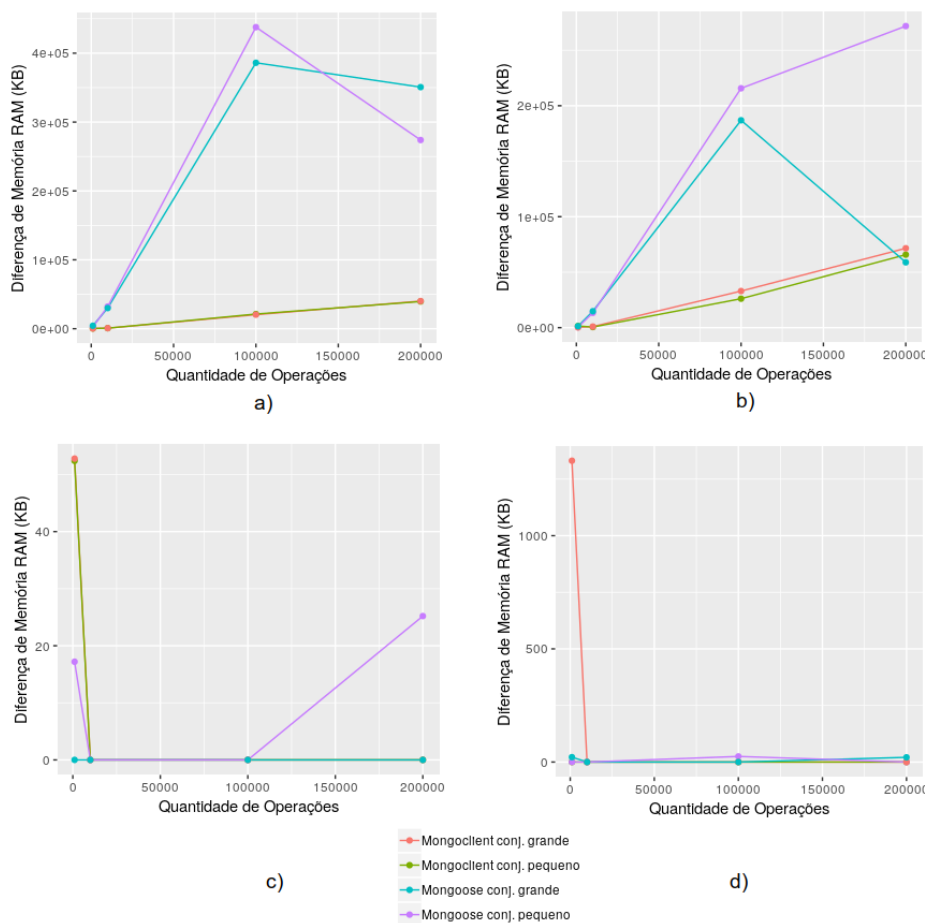 Diferença de Memória RAM (KB)
4e+05
3e+05
2e+05
1e+05
0e+00
0 50000 100000 150000 200000
Quantidade de Operações
a)
Diferença de Memória RAM (KB)
2e+05
1e+05
0e+00
0 50000 100000 150000 200000
Quantidade de Operações
b)
Diferença de Memória RAM (KB)
40
20
0
0 50000 100000 150000 200000
Quantidade de Operações
c)
Diferença de Memória RAM (KB)
1000
500
0
0 50000 100000 150000 200000
Quantidade de Operações
d)
Mongoclient conj. grande
Mongoclient conj. pequeno
Mongoose conj. grande
Mongoose conj. pequeno